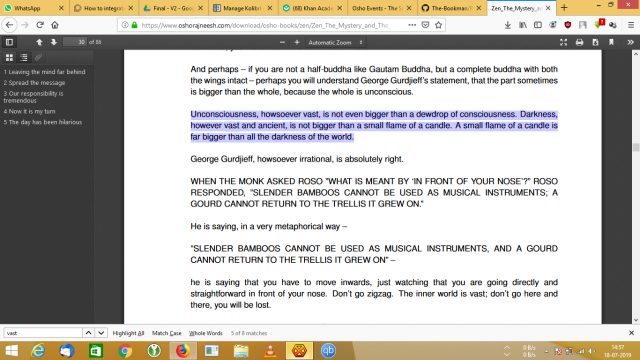 WhatsApp
How to integrat
Final - V2 - Goog
Manage Kolibri
(68) Khan Acade
Osho Events - The S
The-Bookman/R
Zen_The_Mystery_and_
https://www.oshorajneesh.com/download/osho-books/zen/Zen_The_Mystery_and_The
Search
30 of 86
Automatic Zoom
1 Leaving the mind far behind
2 Spread the message
3 Our responsibility is
tremendous
4 Now it is my turn
5 The day has been hilarious
And perhaps – if you are not a half-buddha like Gautam Buddha, but a complete buddha with both
the wings intact – perhaps you will understand George Gurdjieff's statement, that the part sometimes
is bigger than the whole, because the whole is unconscious.
Unconsciousness, howsoever vast, is not even bigger than a dewdrop of consciousness. Darkness,
however vast and ancient, is not bigger than a small flame of a candle. A small flame of a candle is
far bigger than all the darkness of the world.
George Gurdjieff, howsoever irrational, is absolutely right.
WHEN THE MONK ASKED ROSO "WHAT IS MEANT BY 'IN FRONT OF YOUR NOSE'?" ROSO
RESPONDED, "SLENDER BAMBOOS CANNOT BE USED AS MUSICAL INSTRUMENTS; A
GOURD CANNOT RETURN TO THE TRELLIS IT GREW ON."
He is saying, in a very metaphorical way –
"SLENDER BAMBOOS CANNOT BE USED AS MUSICAL INSTRUMENTS, AND A GOURD
CANNOT RETURN TO THE TRELLIS IT GREW ON" –
he is saying that you have to move inwards, just watching that you are going directly and
straightforward in front of your nose. Don't go zigzag. The inner world is vast; don't go here and
there, you will be lost.
vast
Highlight All Match Case Whole Words 5 of 8 matches
0 B/s
0 B/s
14:57
18-07-2019